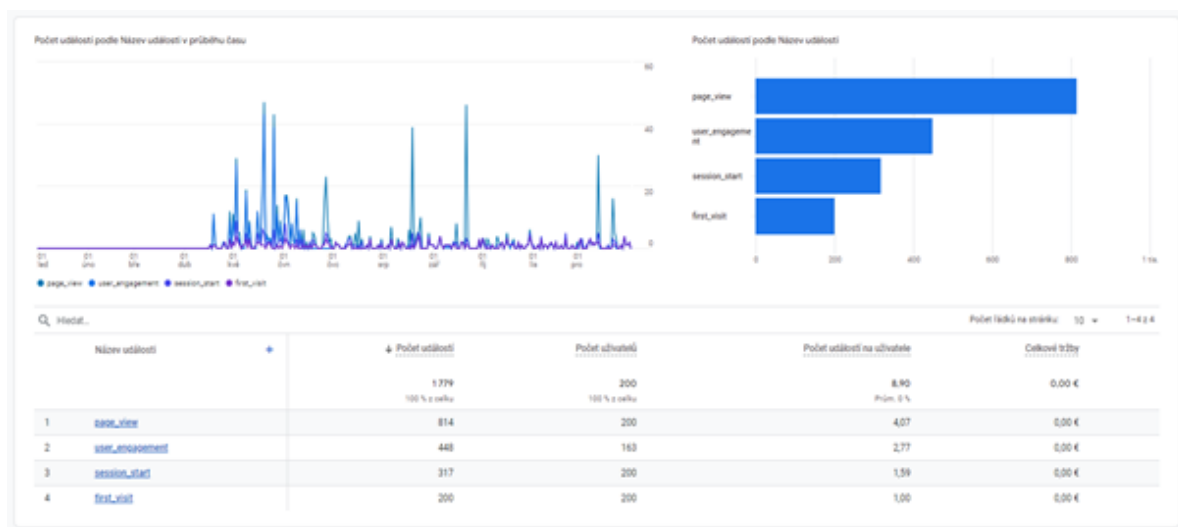 Počet událostí podle Název události v průběhu času
Počet událostí podle Název události
60
40
20
0
01 led
01 úno
01 bře
01 dub
01 kvě
01 čvn
01 čvc
01 srp
01 zář
01 říj
01 lis
01 pro
page_view user_engagement session_start first_visit
page_view
user_engageme
nt
session_start
first_visit
0 200 400 600 800 1 tis.
Hledat...
Počet řádků na stránku: 10 1–4 z 4
Název události + ↓ Počet událostí Počet uživatelů Počet událostí na uživatele Celkové tržby
1 779 200 8,90 0,00 €
100 % z celku 100 % z celku Prům. 0 %
1 page_view 814 200 4,07 0,00 €
2 user_engagement 448 163 2,77 0,00 €
3 session_start 317 200 1,59 0,00 €
4 first_visit 200 200 1,00 0,00 €